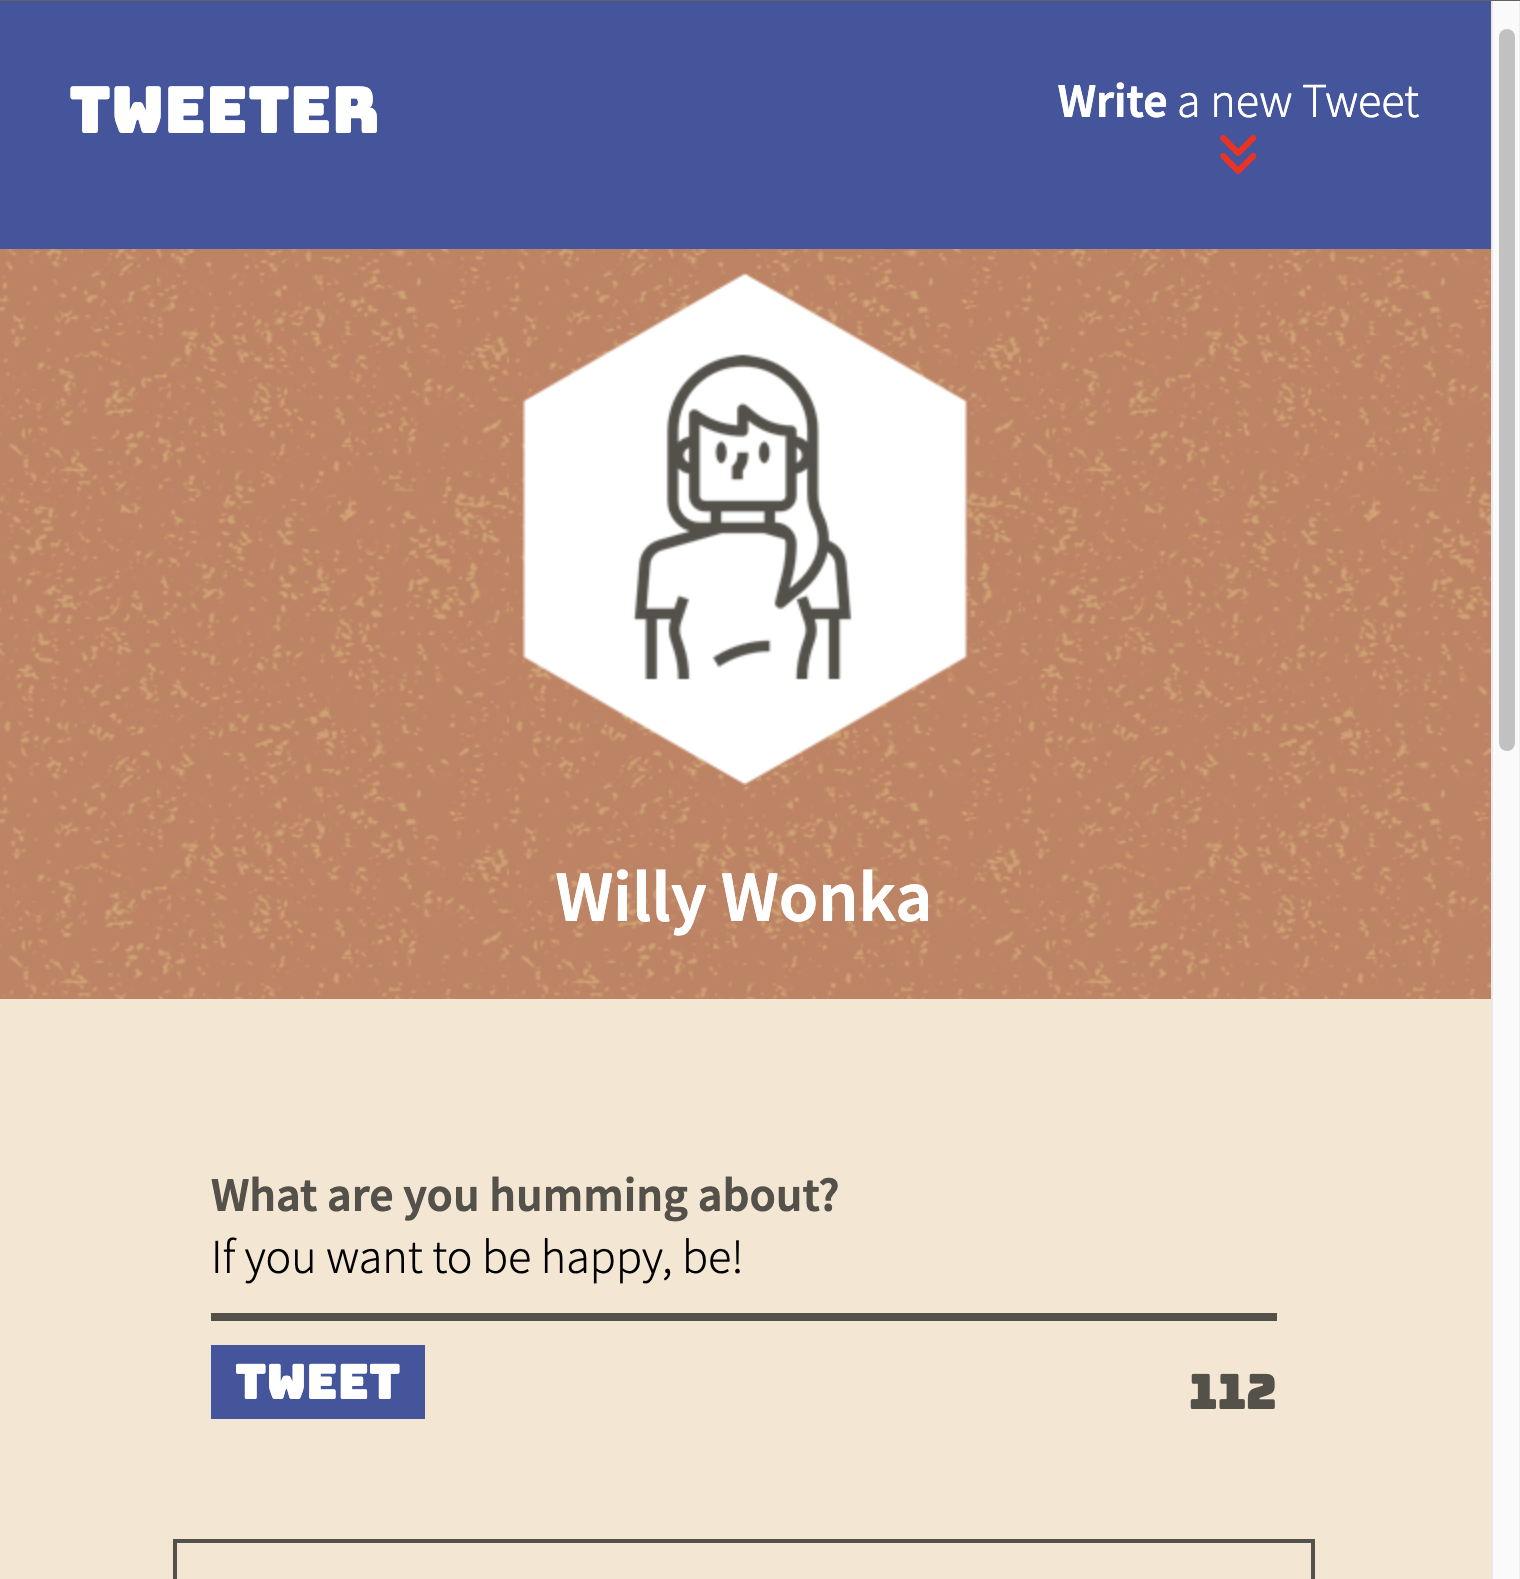 TWEETER
Write a new Tweet
Willy Wonka
What are you humming about?
If you want to be happy, be!
TWEET
112